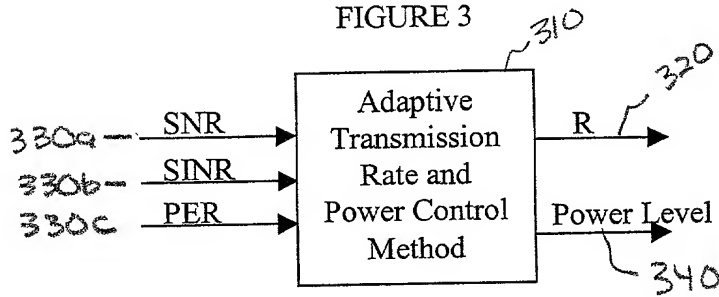 FIGURE 3
310
320
Adaptive
Transmission
Rate and
Power Control
Method
330a
SNR
330b
SINR
330c
PER
R
Power Level
340